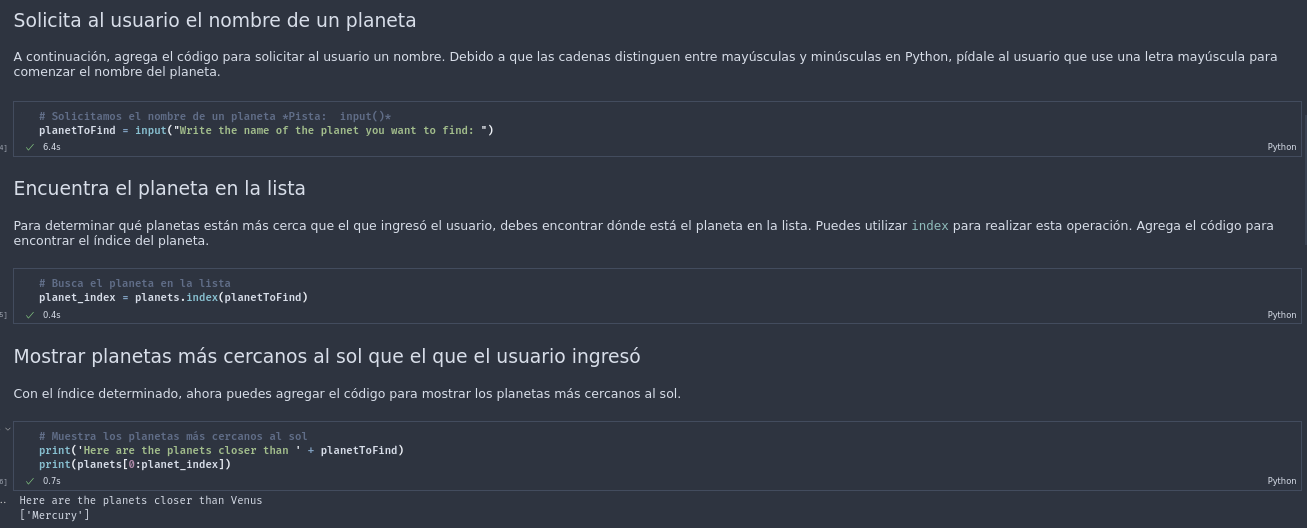 Solicita al usuario el nombre de un planeta
A continuación, agrega el código para solicitar al usuario un nombre. Debido a que las cadenas distinguen entre mayúsculas y minúsculas en Python, pídale al usuario que use una letra mayúscula para
comenzar el nombre del planeta.
# Solicitamos el nombre de un planeta *Pista:  input()*
planetToFind = input("Write the name of the planet you want to find: ")
4]
✓ 6.4s
Python
Encuentra el planeta en la lista
Para determinar qué planetas están más cerca que el que ingresó el usuario, debes encontrar dónde está el planeta en la lista. Puedes utilizar index para realizar esta operación. Agrega el código para
encontrar el índice del planeta.
# Busca el planeta en la lista
planet_index = planets.index(planetToFind)
5]
✓ 0.4s
Python
Mostrar planetas más cercanos al sol que el que el usuario ingresó
Con el índice determinado, ahora puedes agregar el código para mostrar los planetas más cercanos al sol.
# Muestra los planetas más cercanos al sol
print('Here are the planets closer than ' + planetToFind)
print(planets[0:planet_index])
6]
✓ 0.7s
Python
Here are the planets closer than Venus
['Mercury']